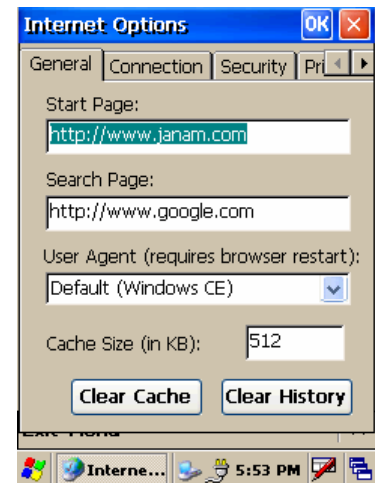 Internet Options OK
General Connection Security Pri
Start Page:
http://www.janam.com
Search Page:
http://www.google.com
User Agent (requires browser restart):
Default (Windows CE)
Cache Size (in KB): 512
Clear Cache Clear History
Interne... 5:53 PM